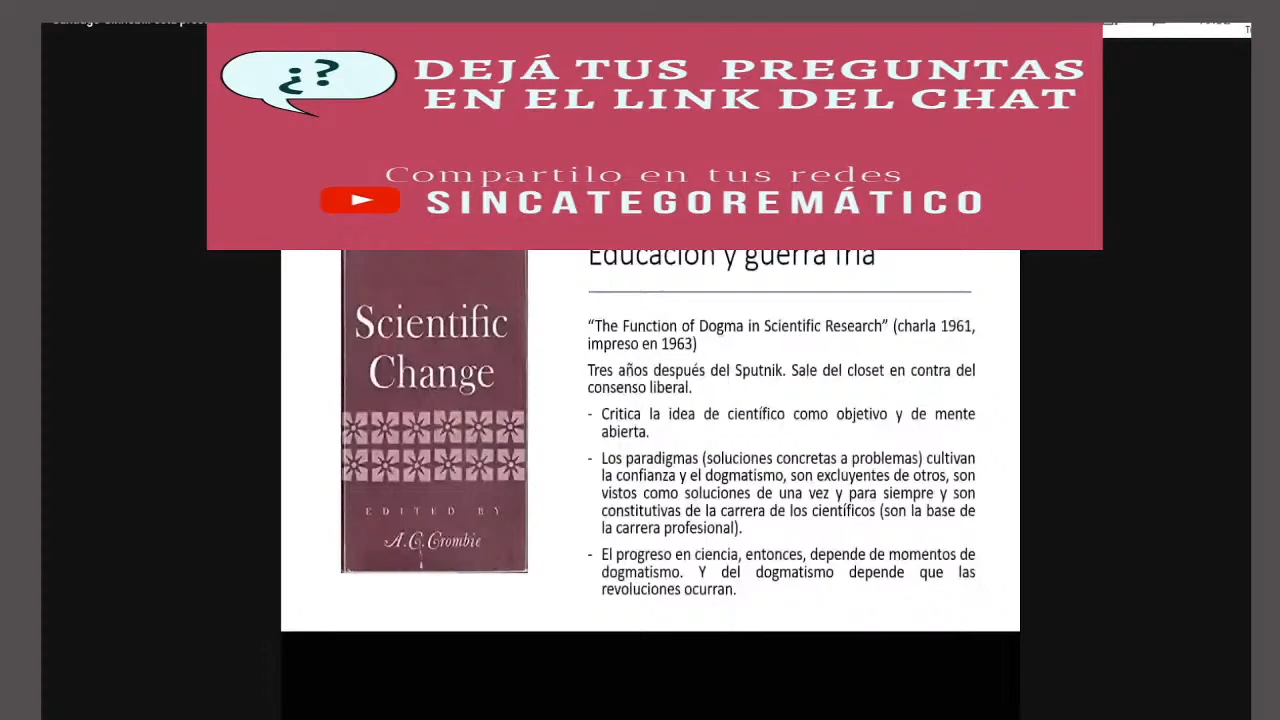 ¿?
DEJÁ TUS PREGUNTAS
EN EL LINK DEL CHAT
Compartilo en tus redes
SINCATEGOREMÁTICO
Educación y guerra fría
Scientific
Change
EDITED BY
A. C. Crombie
“The Function of Dogma in Scientific Research” (charla 1961,
impreso en 1963)
Tres años después del Sputnik. Sale del closet en contra del
consenso liberal.
- Critica la idea de científico como objetivo y de mente
abierta.
- Los paradigmas (soluciones concretas a problemas) cultivan
la confianza y el dogmatismo, son excluyentes de otros, son
vistos como soluciones de una vez y para siempre y son
constitutivas de la carrera de los científicos (son la base de
la carrera profesional).
- El progreso en ciencia, entonces, depende de momentos de
dogmatismo. Y del dogmatismo depende que las
revoluciones ocurran.